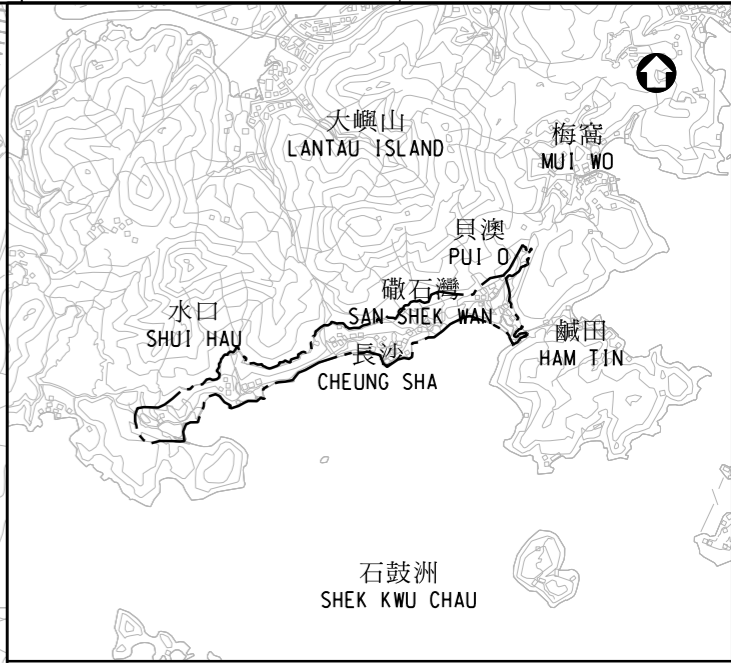 大嶼山
LANTAU ISLAND
梅窩
MUI WO
貝澳
PUI O
磡石灣
SAN SHEK WAN
水口
SHUI HAU
長沙
CHEUNG SHA
鹹田
HAM TIN
石鼓洲
SHEK KWU CHAU